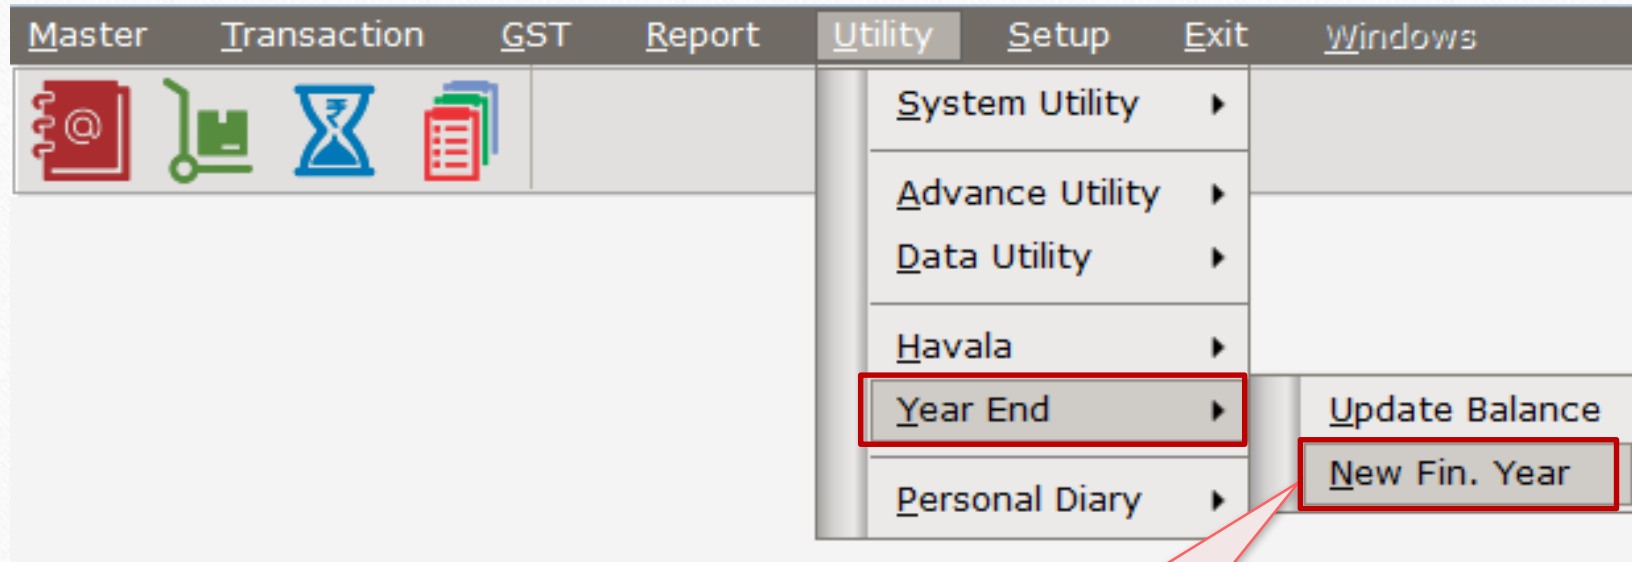 Master Transaction GST Report Utility Setup Exit Windows
@
₹
System Utility
Advance Utility
Data Utility
Havala
Year End
Update Balance
New Fin. Year
Personal Diary